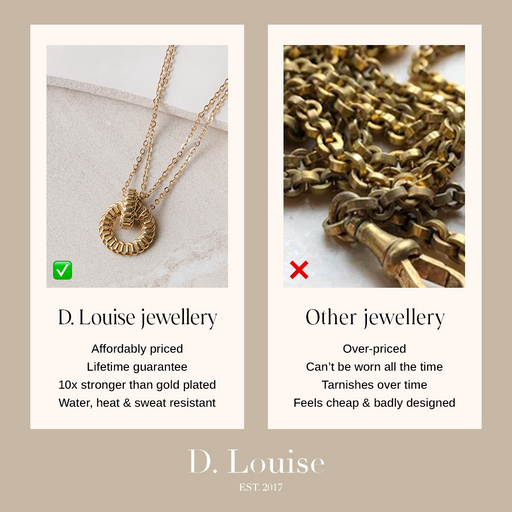 D. Louise jewellery
Affordably priced
Lifetime guarantee
10x stronger than gold plated
Water, heat & sweat resistant
Other jewellery
Over-priced
Can't be worn all the time
Tarnishes over time
Feels cheap & badly designed
D. Louise
EST. 2017